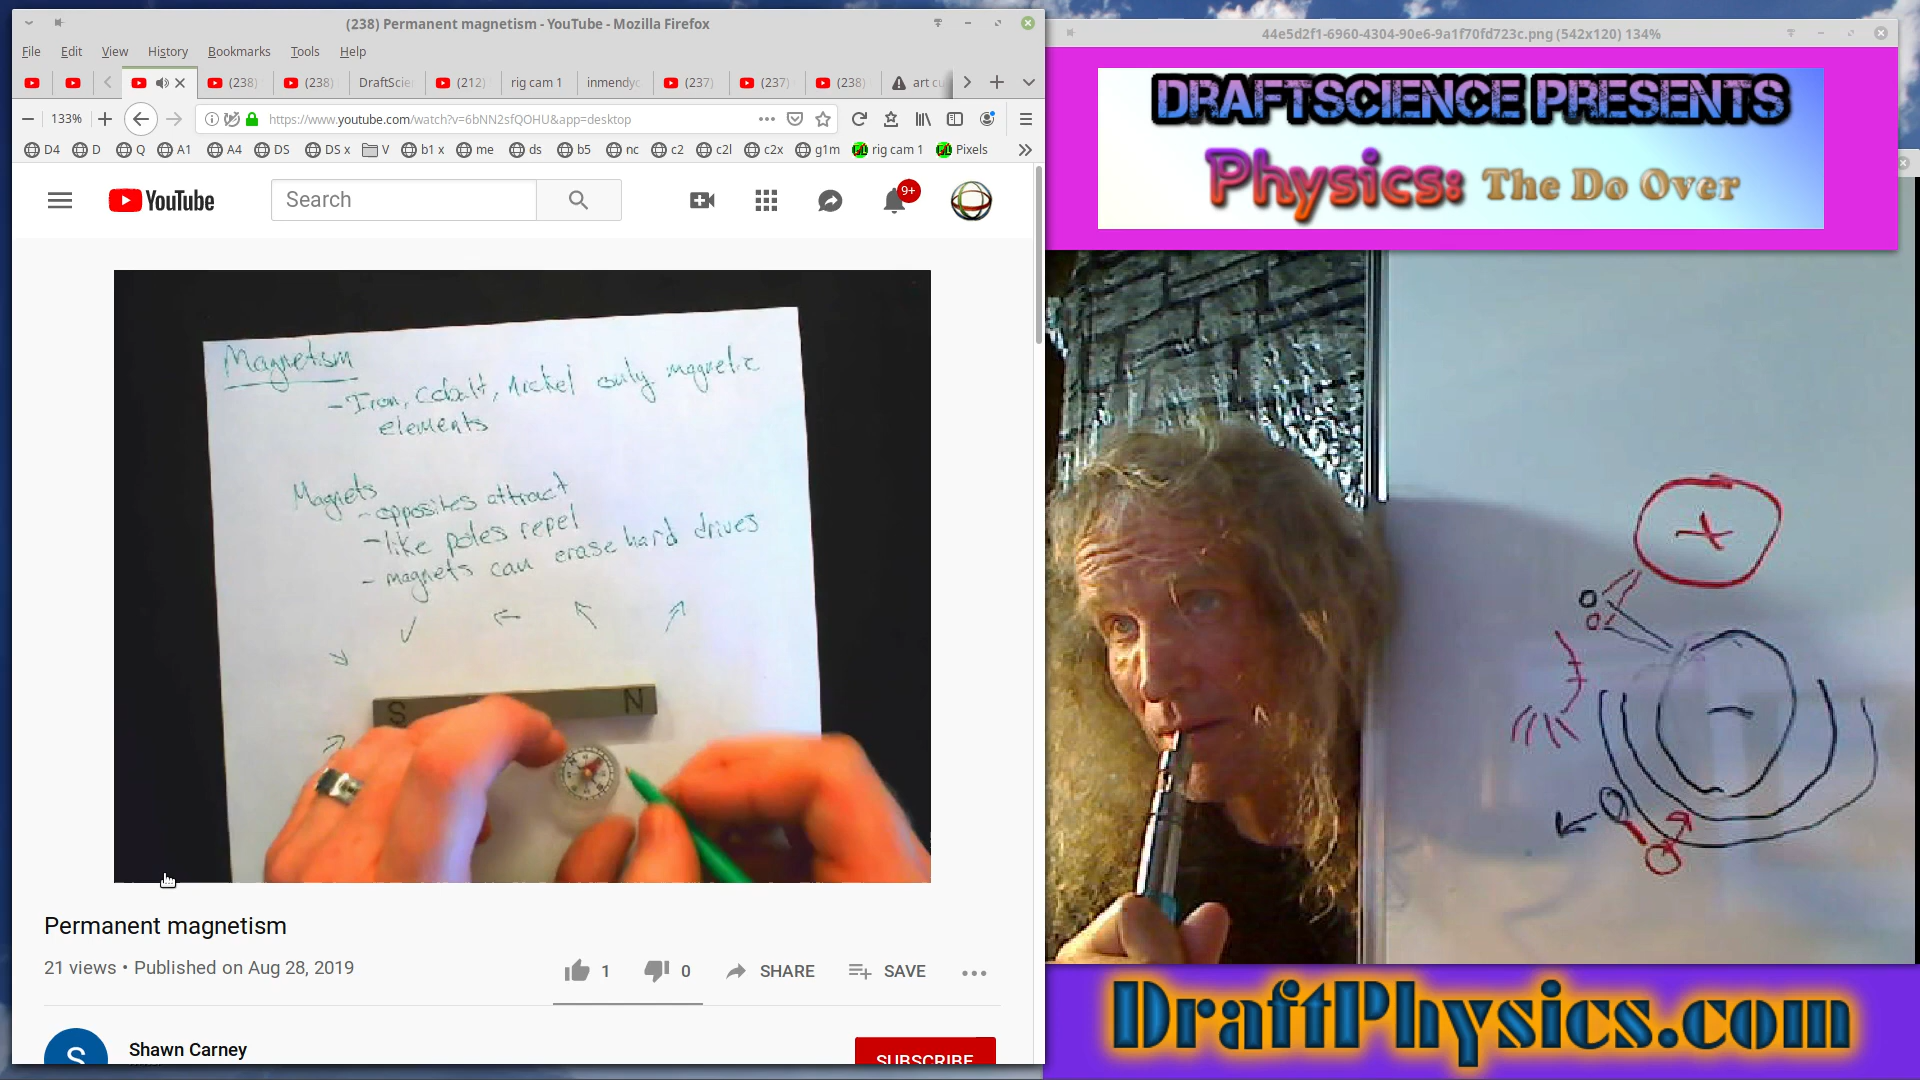 (238) Permanent magnetism - YouTube - Mozilla Firefox
File Edit View History Bookmarks Tools Help
(238) (238) DraftScie (212) rig cam 1 inmendyc (237) (237) (238) art cu
133% https://www.youtube.com/watch?v=6bNN2sfQOHU&app=desktop
D4 D Q A1 A4 DS DS x V b1 x me ds b5 nc c2 c2l c2x g1m rig cam 1 Pixels
YouTube Search 9+
Magnetism
- Iron, Cobalt, Nickel only magnetic
elements
Magnets
- opposites attract
- like poles repel
- magnets can erase hard drives
S N
Permanent magnetism
21 views • Published on Aug 28, 2019
1 0 SHARE SAVE
S Shawn Carney
SUBSCRIBE
44e5d2f1-6960-4304-90e6-9a1f70fd723c.png (542x120) 134%
DRAFTSCIENCE PRESENTS
Physics: The Do Over
+
−
DraftPhysics.com